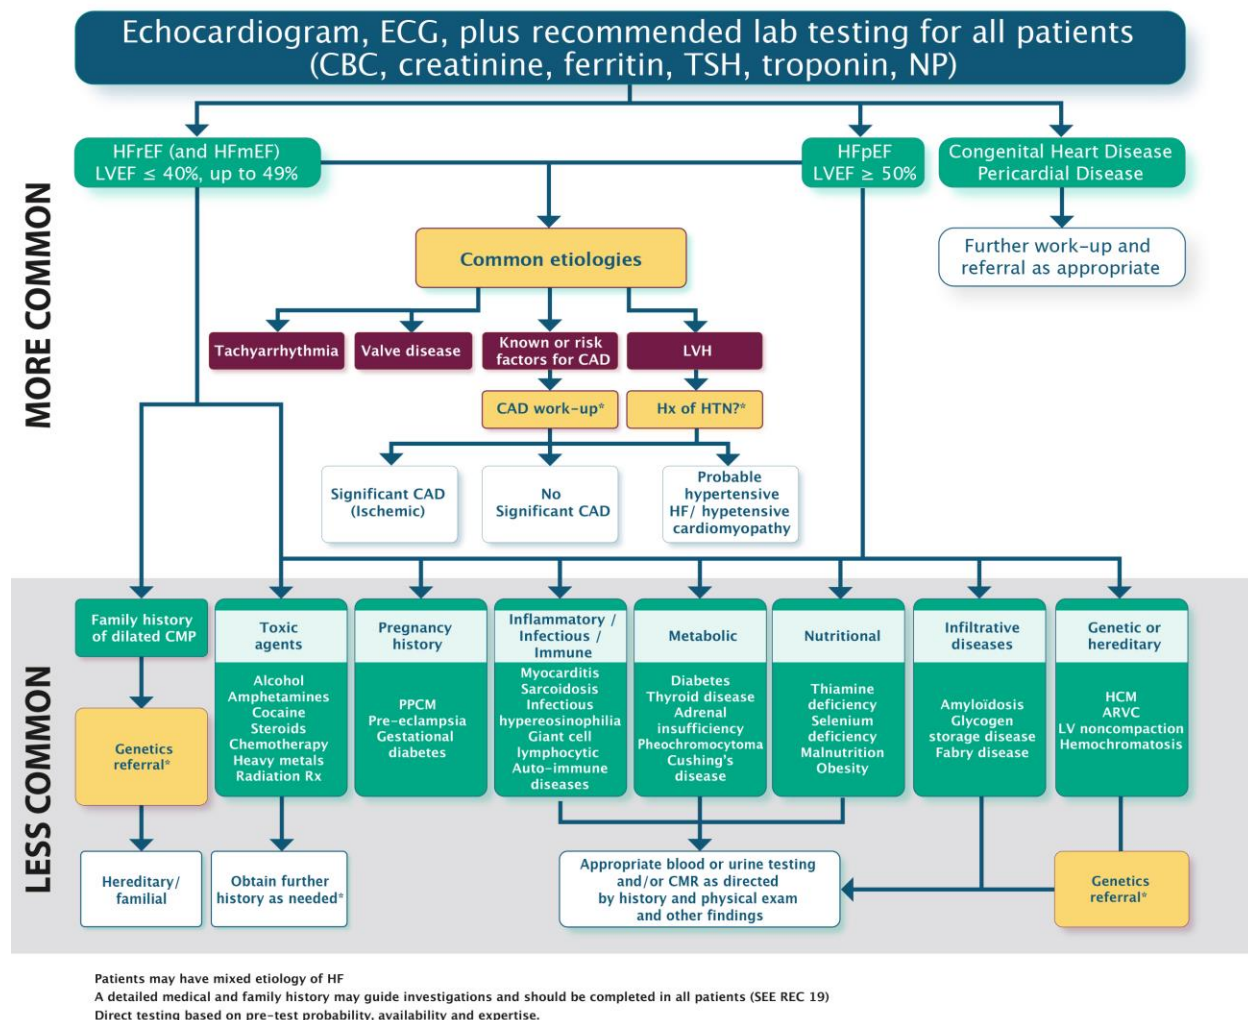 Echocardiogram, ECG, plus recommended lab testing for all patients
(CBC, creatinine, ferritin, TSH, troponin, NP)
MORE COMMON
HFrEF (and HFmEF)
LVEF ≤ 40%, up to 49%
HFpEF
LVEF ≥ 50%
Congenital Heart Disease
Pericardial Disease
Further work-up and
referral as appropriate
Common etiologies
Tachyarrhythmia
Valve disease
Known or risk
factors for CAD
LVH
CAD work-up*
Hx of HTN?*
Significant CAD
(Ischemic)
No
Significant CAD
Probable
hypertensive
HF/ hypetensive
cardiomyopathy
LESS COMMON
Family history
of dilated CMP
Genetics
referral*
Hereditary/
familial
Toxic
agents
Alcohol
Amphetamines
Cocaine
Steroids
Chemotherapy
Heavy metals
Radiation Rx
Obtain further
history as needed*
Pregnancy
history
PPCM
Pre-eclampsia
Gestational
diabetes
Inflammatory /
Infectious /
Immune
Myocarditis
Sarcoidosis
Infectious
hypereosinophilia
Giant cell
lymphocytic
Auto-immune
diseases
Metabolic
Diabetes
Thyroid disease
Adrenal
insufficiency
Pheochromocytoma
Cushing's
disease
Nutritional
Thiamine
deficiency
Selenium
deficiency
Malnutrition
Obesity
Infiltrative
diseases
Amyloïdosis
Glycogen
storage disease
Fabry disease
Genetic or
hereditary
HCM
ARVC
LV noncompaction
Hemochromatosis
Appropriate blood or urine testing
and/or CMR as directed
by history and physical exam
and other findings
Genetics
referral*
Patients may have mixed etiology of HF
A detailed medical and family history may guide investigations and should be completed in all patients (SEE REC 19)
Direct testing based on pre-test probability, availability and expertise.